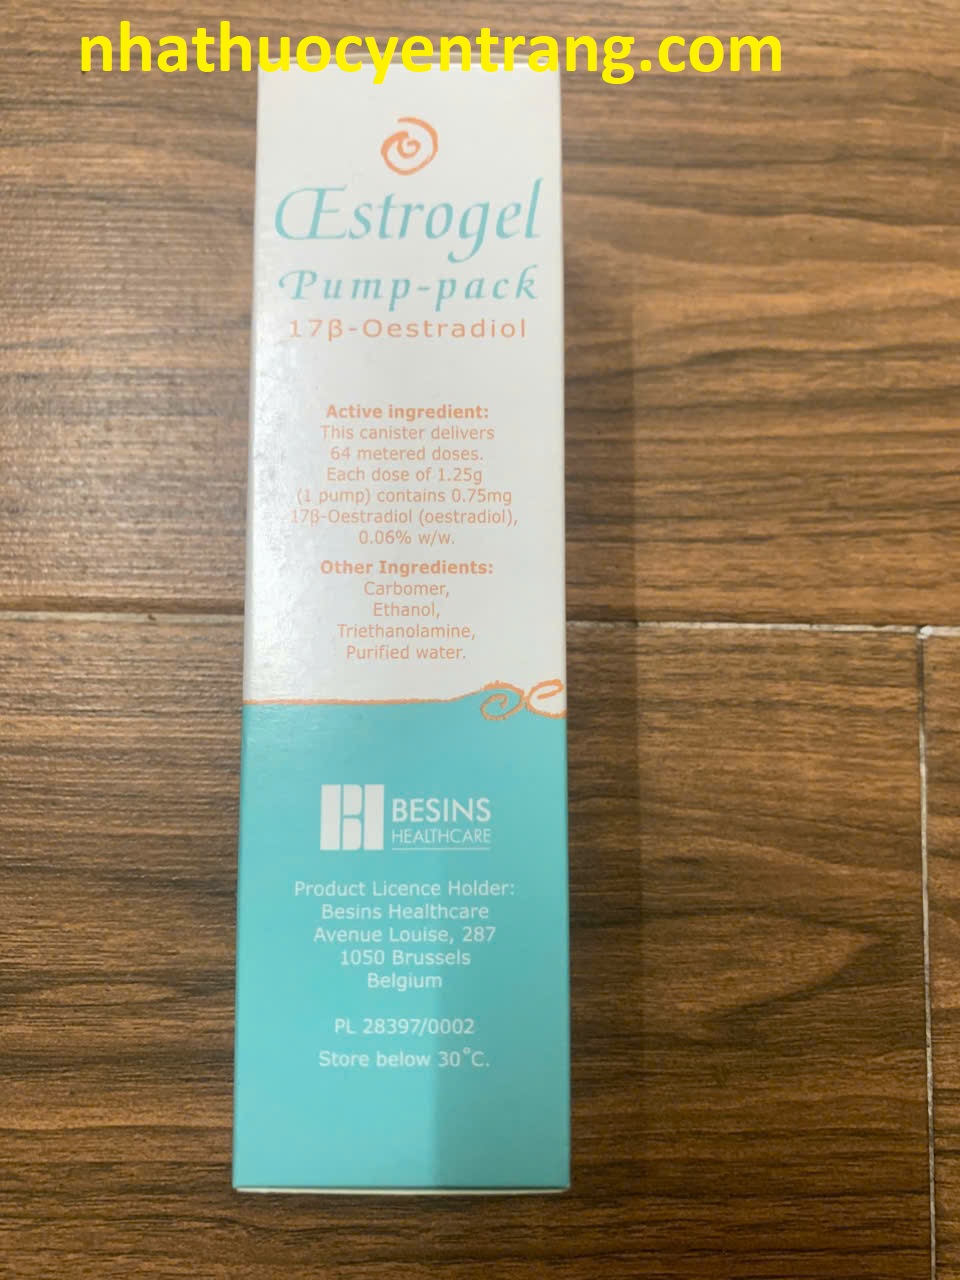 nhathuocyentrang.com
Œstrogel
Pump-pack
17β-Oestradiol
Active ingredient:
This canister delivers
64 metered doses.
Each dose of 1.25g
(1 pump) contains 0.75mg
17β-Oestradiol (oestradiol),
0.06% w/w.
Other Ingredients:
Carbomer,
Ethanol,
Triethanolamine,
Purified water.
BESINS
HEALTHCARE
Product Licence Holder:
Besins Healthcare
Avenue Louise, 287
1050 Brussels
Belgium
PL 28397/0002
Store below 30°C.